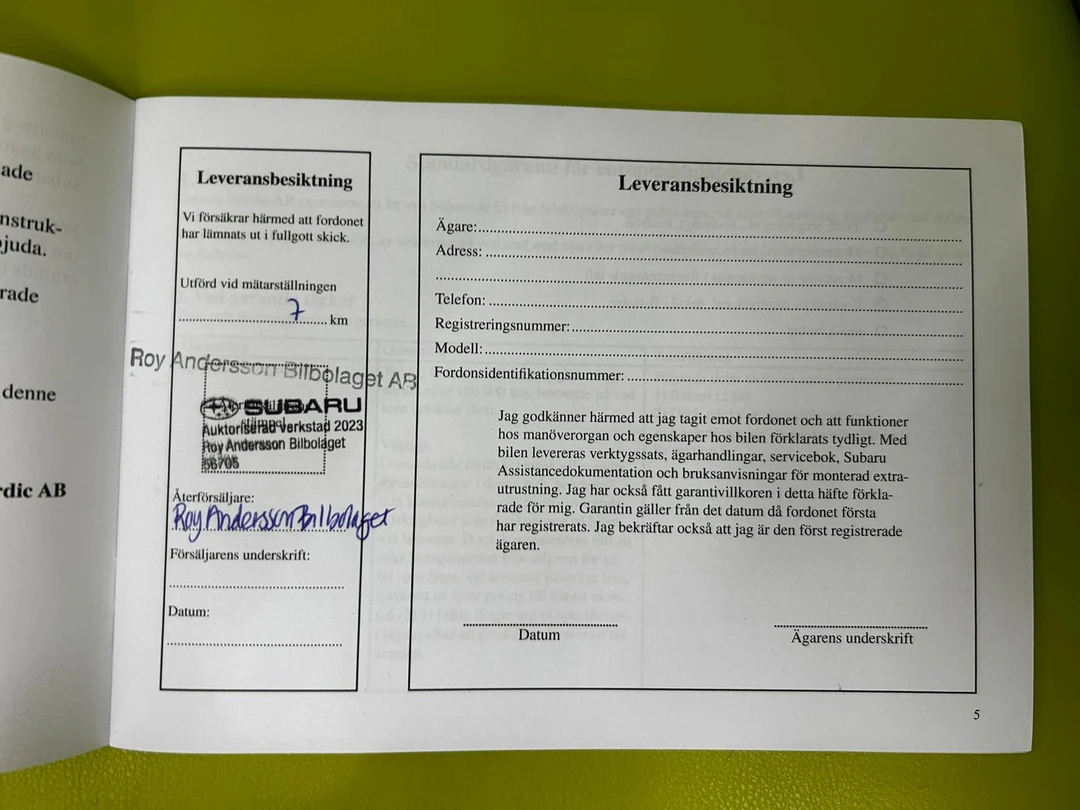 ade
nstruk-
juda.
rade
denne
rdic AB
Leveransbesiktning
Vi försäkrar härmed att fordonet
har lämnats ut i fullgott skick.
Utförd vid mätarställningen
7 km
Roy Andersson Bilbolaget AB
SUBARU
Auktoriserad Verkstad 2023
Roy Andersson Bilbolaget
56705
Återförsäljare:
Roy Andersson Bilbolaget
Försäljarens underskrift:
Datum:
Leveransbesiktning
Ägare:
Adress:
Telefon:
Registreringsnummer:
Modell:
Fordonsidentifikationsnummer:
Jag godkänner härmed att jag tagit emot fordonet och att funktioner
hos manöverorgan och egenskaper hos bilen förklarats tydligt. Med
bilen levereras verktygssats, ägarhandlingar, servicebok, Subaru
Assistancedokumentation och bruksanvisningar för monterad extra-
utrustning. Jag har också fått garantivillkoren i detta häfte förkla-
rade för mig. Garantin gäller från det datum då fordonet första
har registrerats. Jag bekräftar också att jag är den först registrerade
ägaren.
Datum
Ägarens underskrift
5